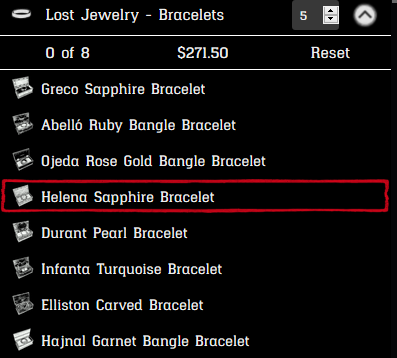 Lost Jewelry - Bracelets 5
0 of 8 $271.50 Reset
Greco Sapphire Bracelet
Abelló Ruby Bangle Bracelet
Ojeda Rose Gold Bangle Bracelet
Helena Sapphire Bracelet
Durant Pearl Bracelet
Infanta Turquoise Bracelet
Elliston Carved Bracelet
Hajnal Garnet Bangle Bracelet